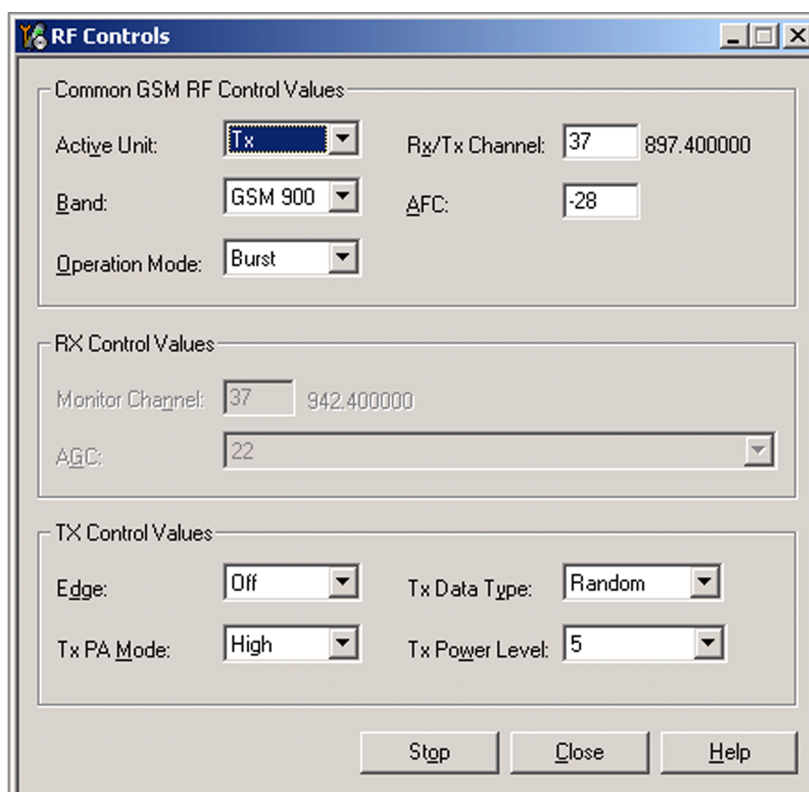 RF Controls
Common GSM RF Control Values
Active Unit: Tx Rx/Tx Channel: 37 897.400000
Band: GSM 900 AFC: -28
Operation Mode: Burst
RX Control Values
Monitor Channel: 37 942.400000
AGC: 22
TX Control Values
Edge: Off Tx Data Type: Random
Tx PA Mode: High Tx Power Level: 5
Stop Close Help